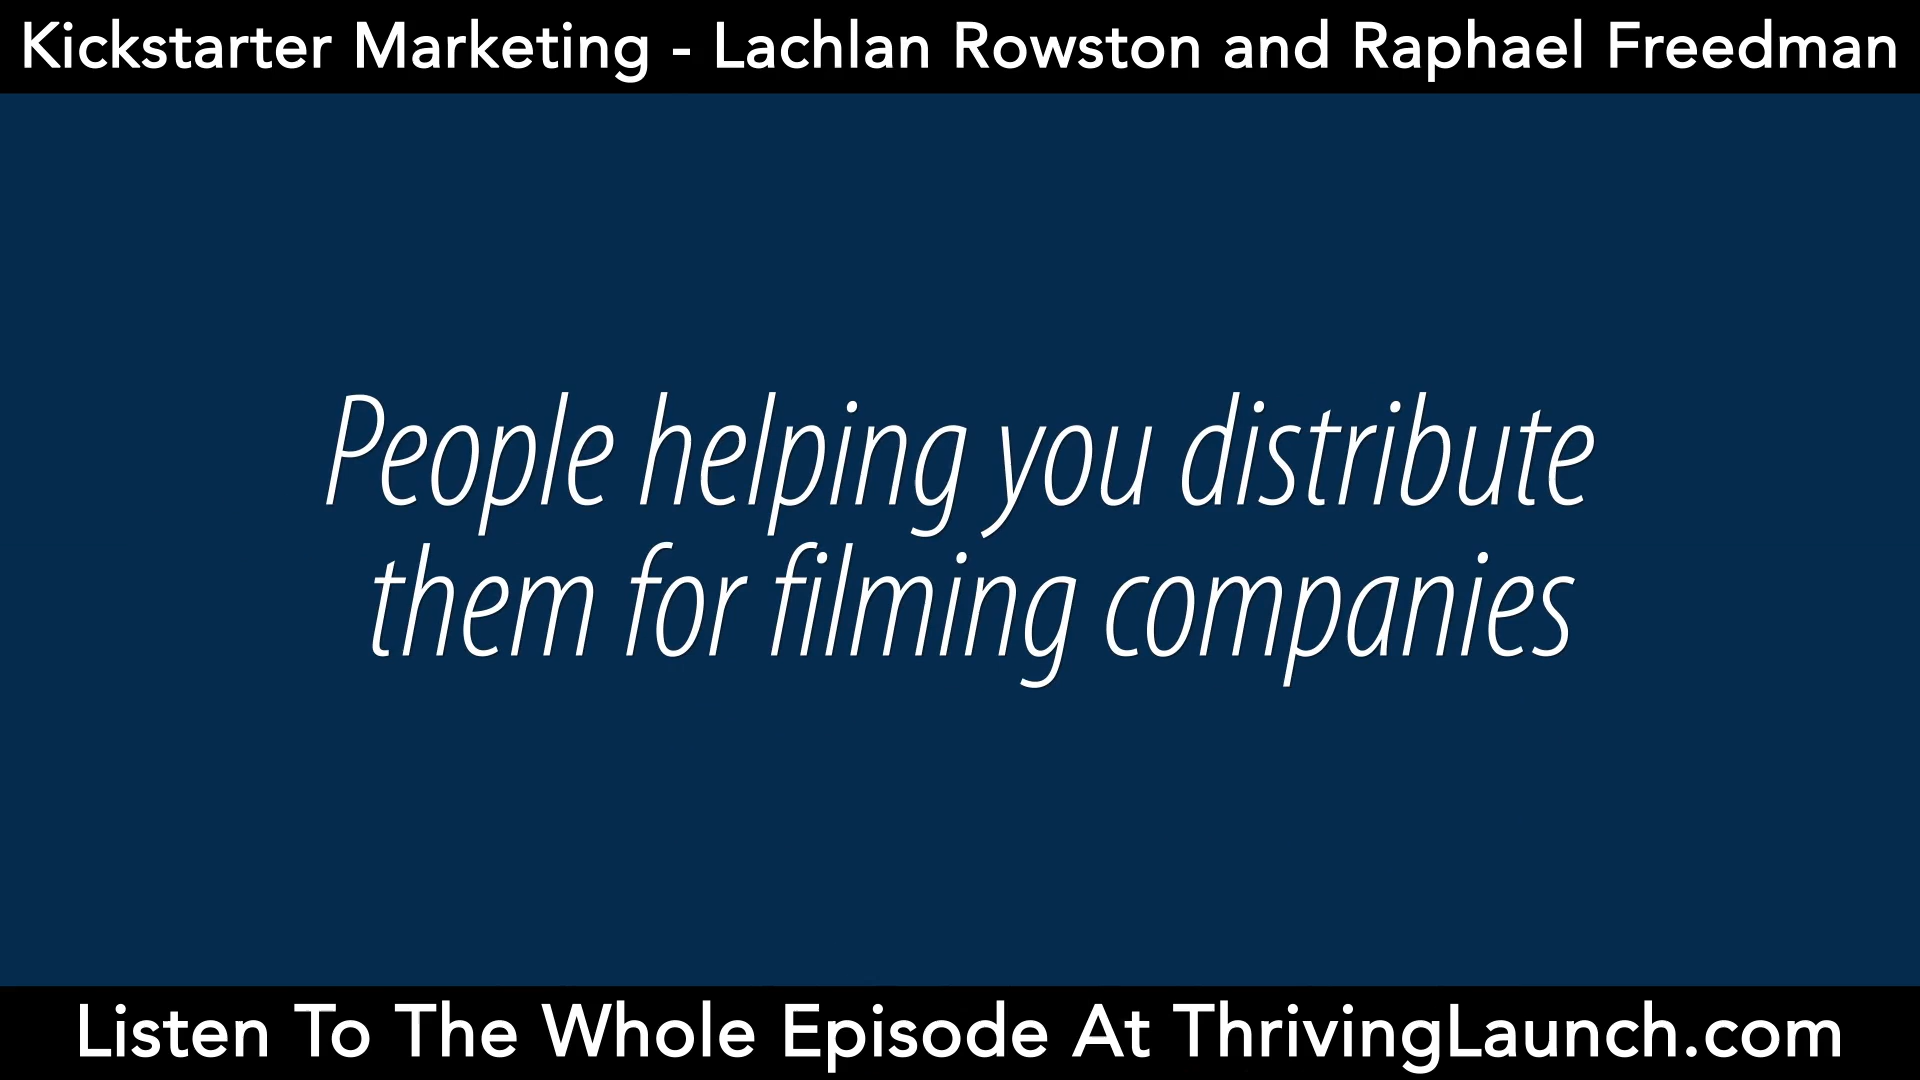 Kickstarter Marketing - Lachlan Rowston and Raphael Freedman
People helping you distribute
them for filming companies
Listen To The Whole Episode At ThrivingLaunch.com